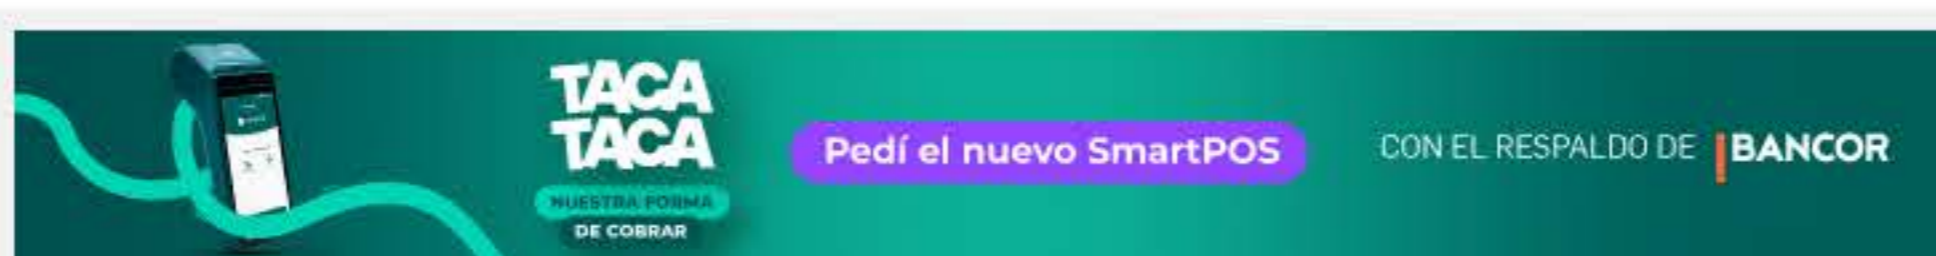 TACA
TACA
NUESTRA FORMA
DE COBRAR
Pedí el nuevo SmartPOS
CON EL RESPALDO DE BANCOR